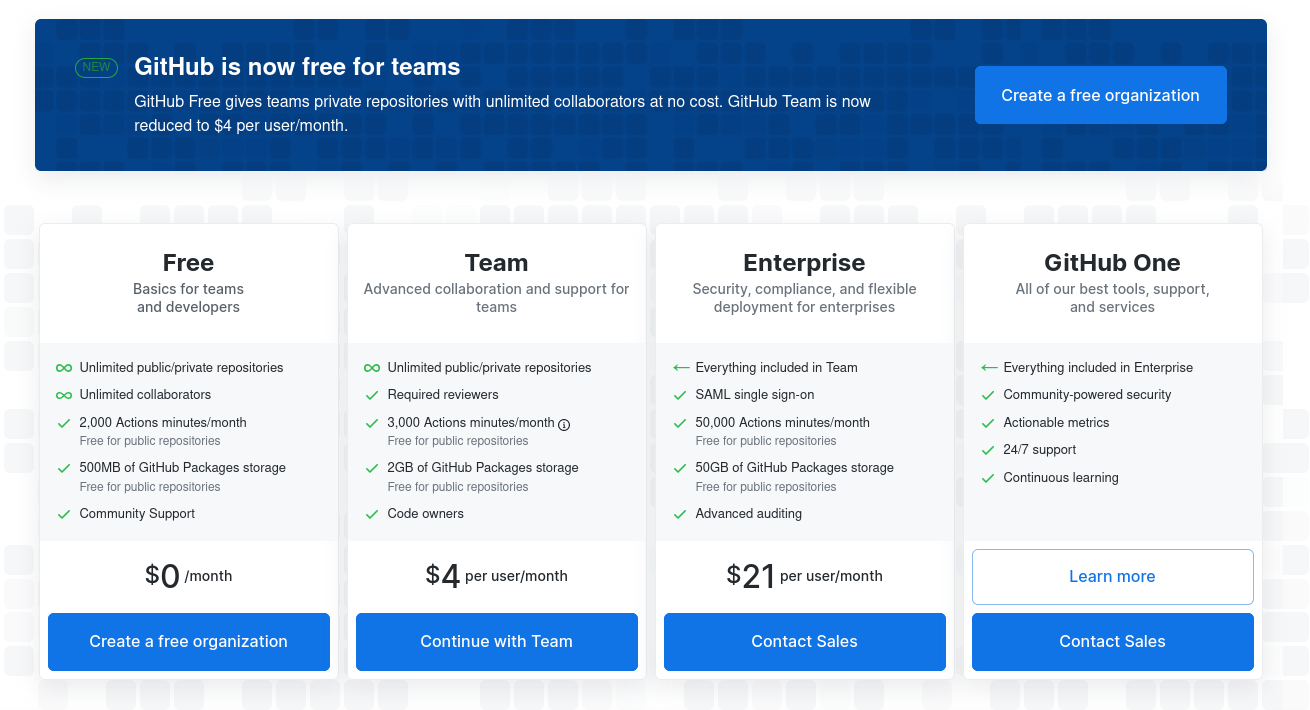 NEW
GitHub is now free for teams
GitHub Free gives teams private repositories with unlimited collaborators at no cost. GitHub Team is now
reduced to $4 per user/month.
Create a free organization
Free
Basics for teams
and developers
Unlimited public/private repositories
Unlimited collaborators
2,000 Actions minutes/month
Free for public repositories
500MB of GitHub Packages storage
Free for public repositories
Community Support
$0 /month
Create a free organization
Team
Advanced collaboration and support for
teams
Unlimited public/private repositories
Required reviewers
3,000 Actions minutes/month
Free for public repositories
2GB of GitHub Packages storage
Free for public repositories
Code owners
$4 per user/month
Continue with Team
Enterprise
Security, compliance, and flexible
deployment for enterprises
Everything included in Team
SAML single sign-on
50,000 Actions minutes/month
Free for public repositories
50GB of GitHub Packages storage
Free for public repositories
Advanced auditing
$21 per user/month
Contact Sales
GitHub One
All of our best tools, support,
and services
Everything included in Enterprise
Community-powered security
Actionable metrics
24/7 support
Continuous learning
Learn more
Contact Sales